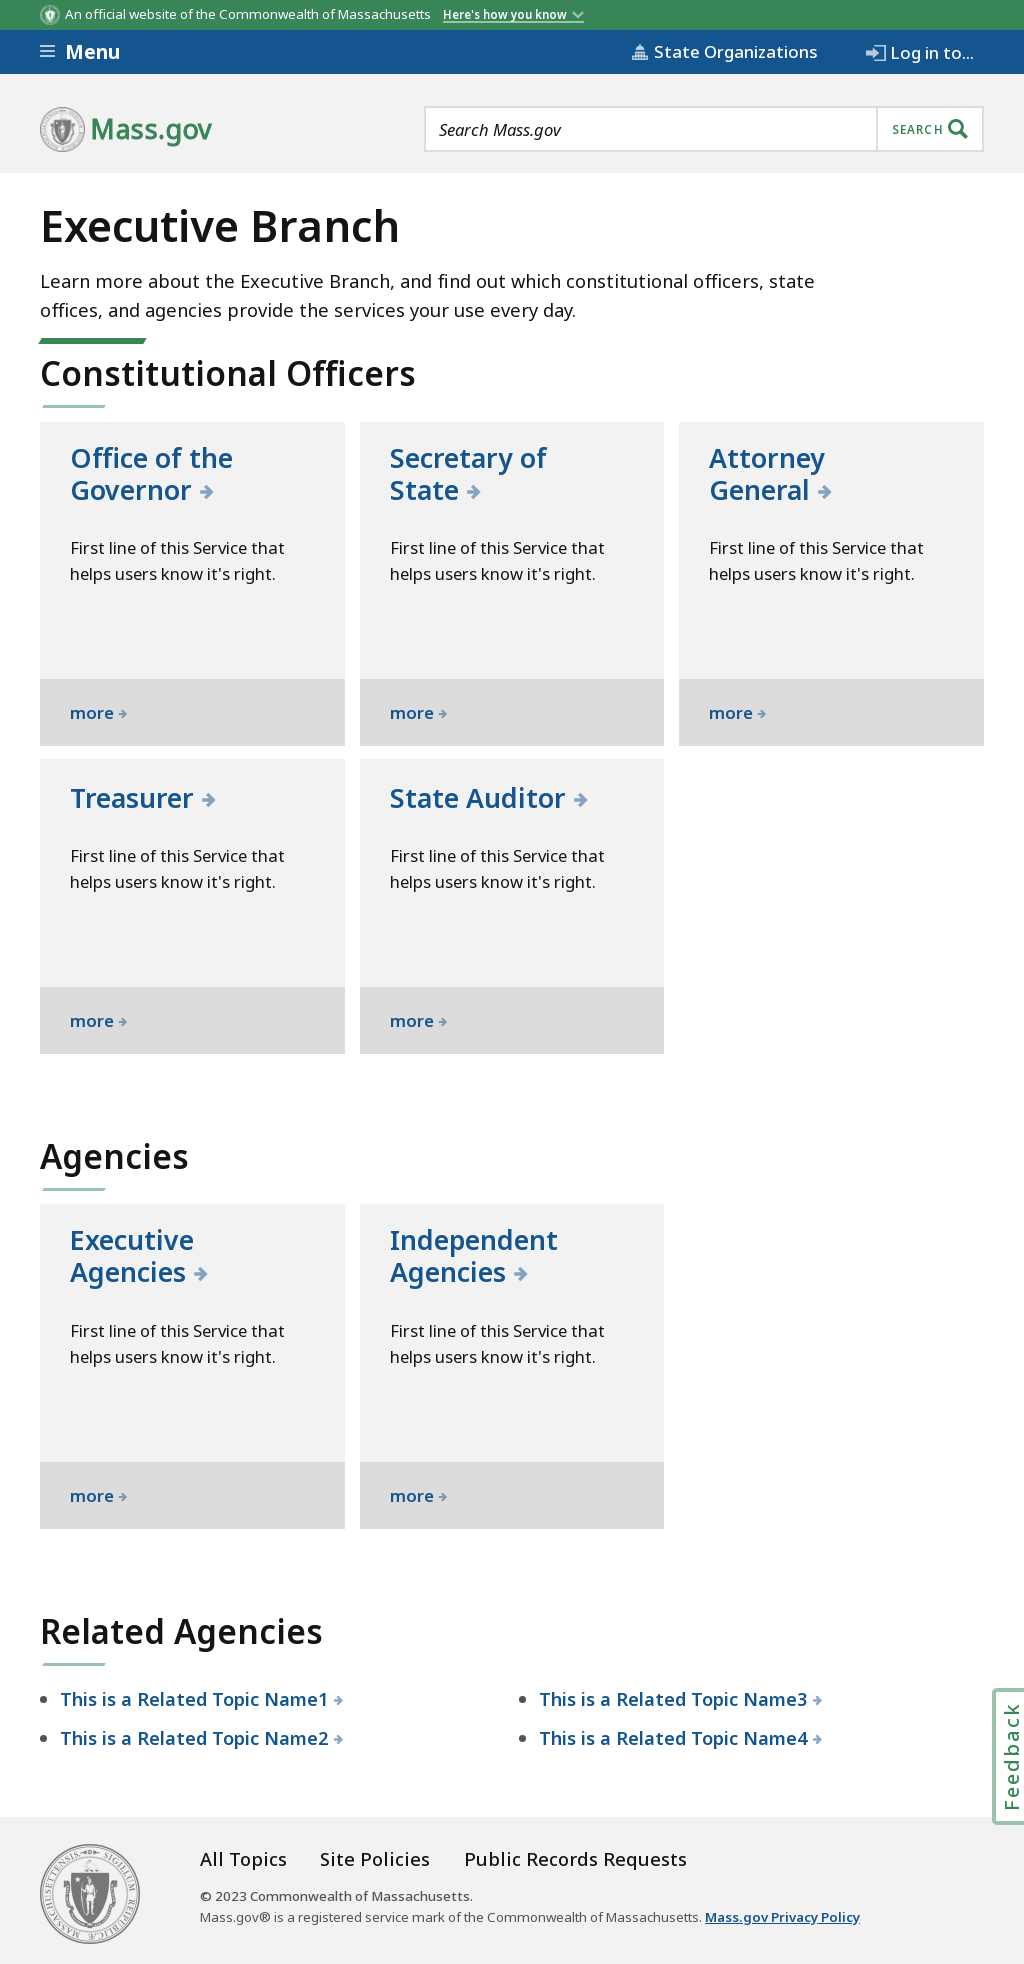 An official website of the Commonwealth of Massachusetts Here's how you know
Menu State Organizations Log in to...
Mass.gov Search Mass.gov SEARCH
Executive Branch
Learn more about the Executive Branch, and find out which constitutional officers, state
offices, and agencies provide the services your use every day.
Constitutional Officers
Office of the
Governor
First line of this Service that
helps users know it's right.
more
Secretary of
State
First line of this Service that
helps users know it's right.
more
Attorney
General
First line of this Service that
helps users know it's right.
more
Treasurer
First line of this Service that
helps users know it's right.
more
State Auditor
First line of this Service that
helps users know it's right.
more
Agencies
Executive
Agencies
First line of this Service that
helps users know it's right.
more
Independent
Agencies
First line of this Service that
helps users know it's right.
more
Related Agencies
This is a Related Topic Name1
This is a Related Topic Name2
This is a Related Topic Name3
This is a Related Topic Name4
Feedback
All Topics Site Policies Public Records Requests
© 2023 Commonwealth of Massachusetts.
Mass.gov® is a registered service mark of the Commonwealth of Massachusetts. Mass.gov Privacy Policy